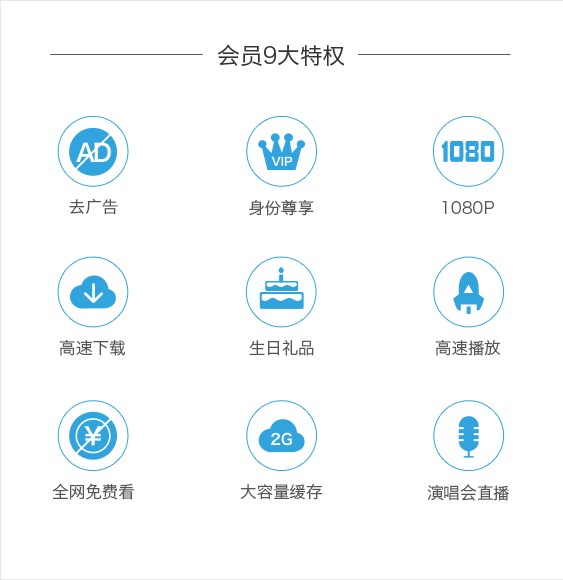 会员9大特权
AD
VIP
1080
去广告
身份尊享
1080P
高速下载
生日礼品
高速播放
¥
2G
全网免费看
大容量缓存
演唱会直播